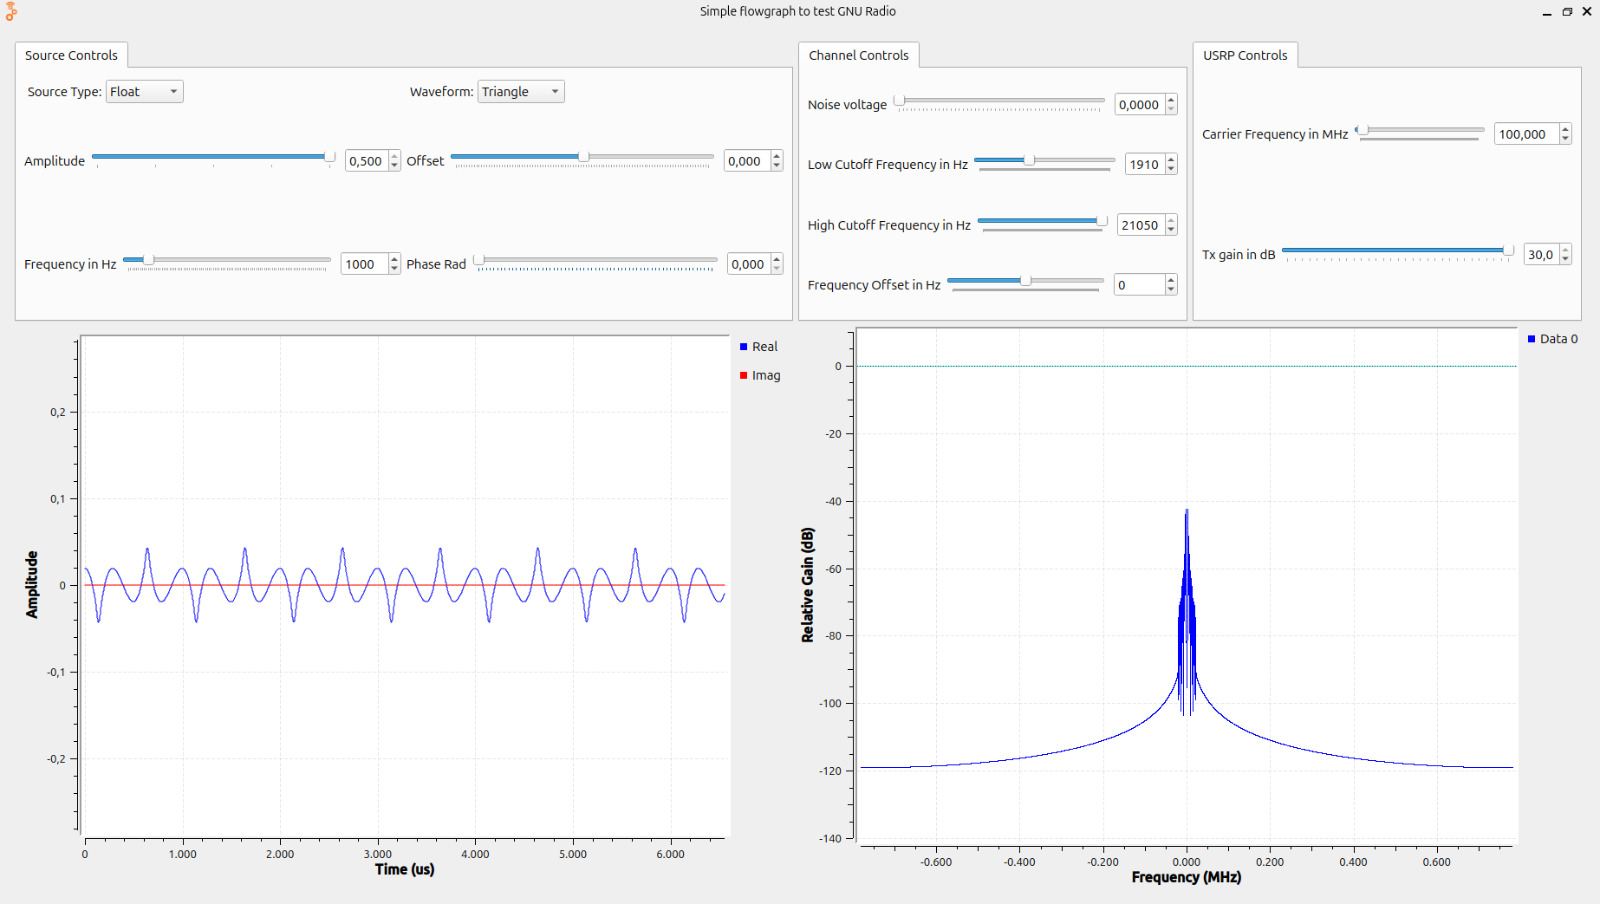 Simple flowgraph to test GNU Radio
Source Controls
Source Type: Float
Waveform: Triangle
Amplitude 0,500
Offset 0,000
Frequency in Hz 1000
Phase Rad 0,000
Channel Controls
Noise voltage 0,0000
Low Cutoff Frequency in Hz 1910
High Cutoff Frequency in Hz 21050
Frequency Offset in Hz 0
USRP Controls
Carrier Frequency in MHz 100,000
Tx gain in dB 30,0
Amplitude
0,2
0,1
0
-0,1
-0,2
0 1.000 2.000 3.000 4.000 5.000 6.000
Time (us)
Real
Imag
Relative Gain (dB)
0
-20
-40
-60
-80
-100
-120
-140
-0.600 -0.400 -0.200 0.000 0.200 0.400 0.600
Frequency (MHz)
Data 0